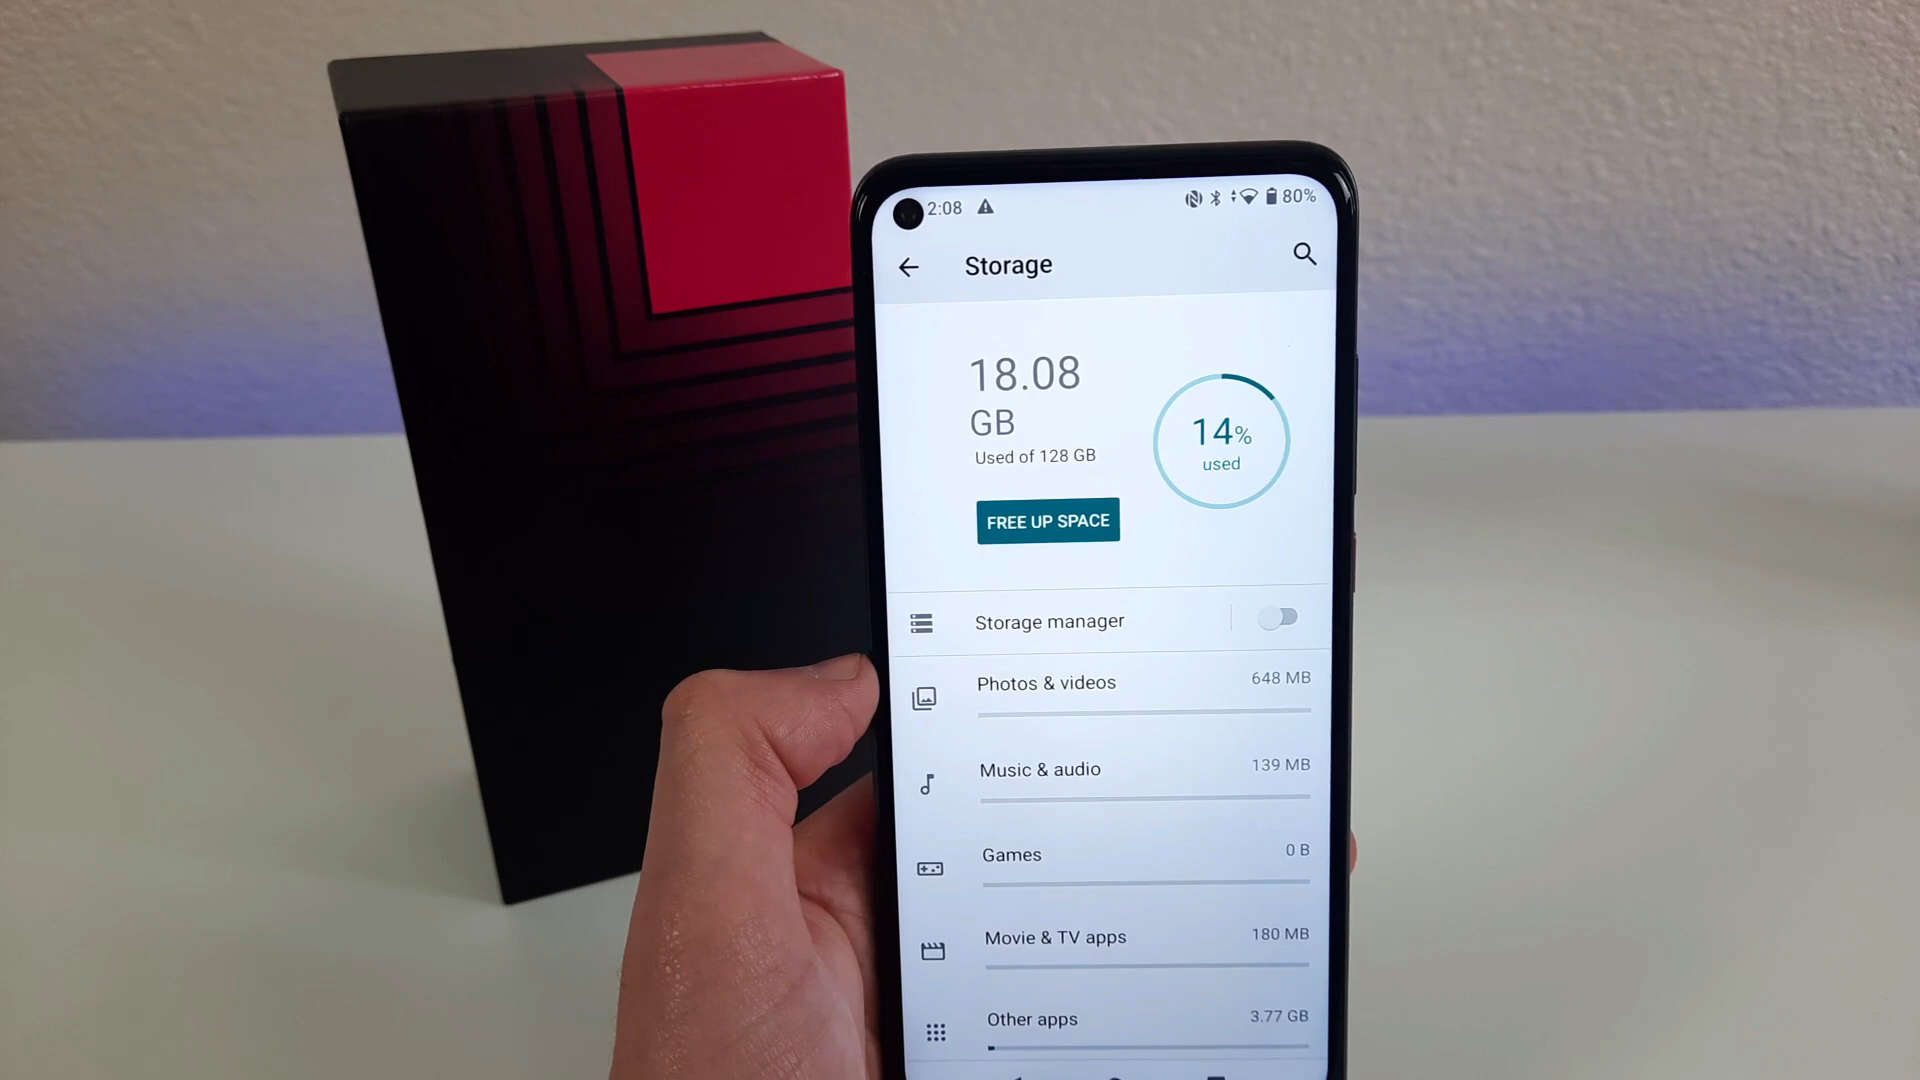 2:08 80%
Storage
18.08
GB
Used of 128 GB
14%
used
FREE UP SPACE
Storage manager
Photos & videos 648 MB
Music & audio 139 MB
Games 0 B
Movie & TV apps 180 MB
Other apps 3.77 GB